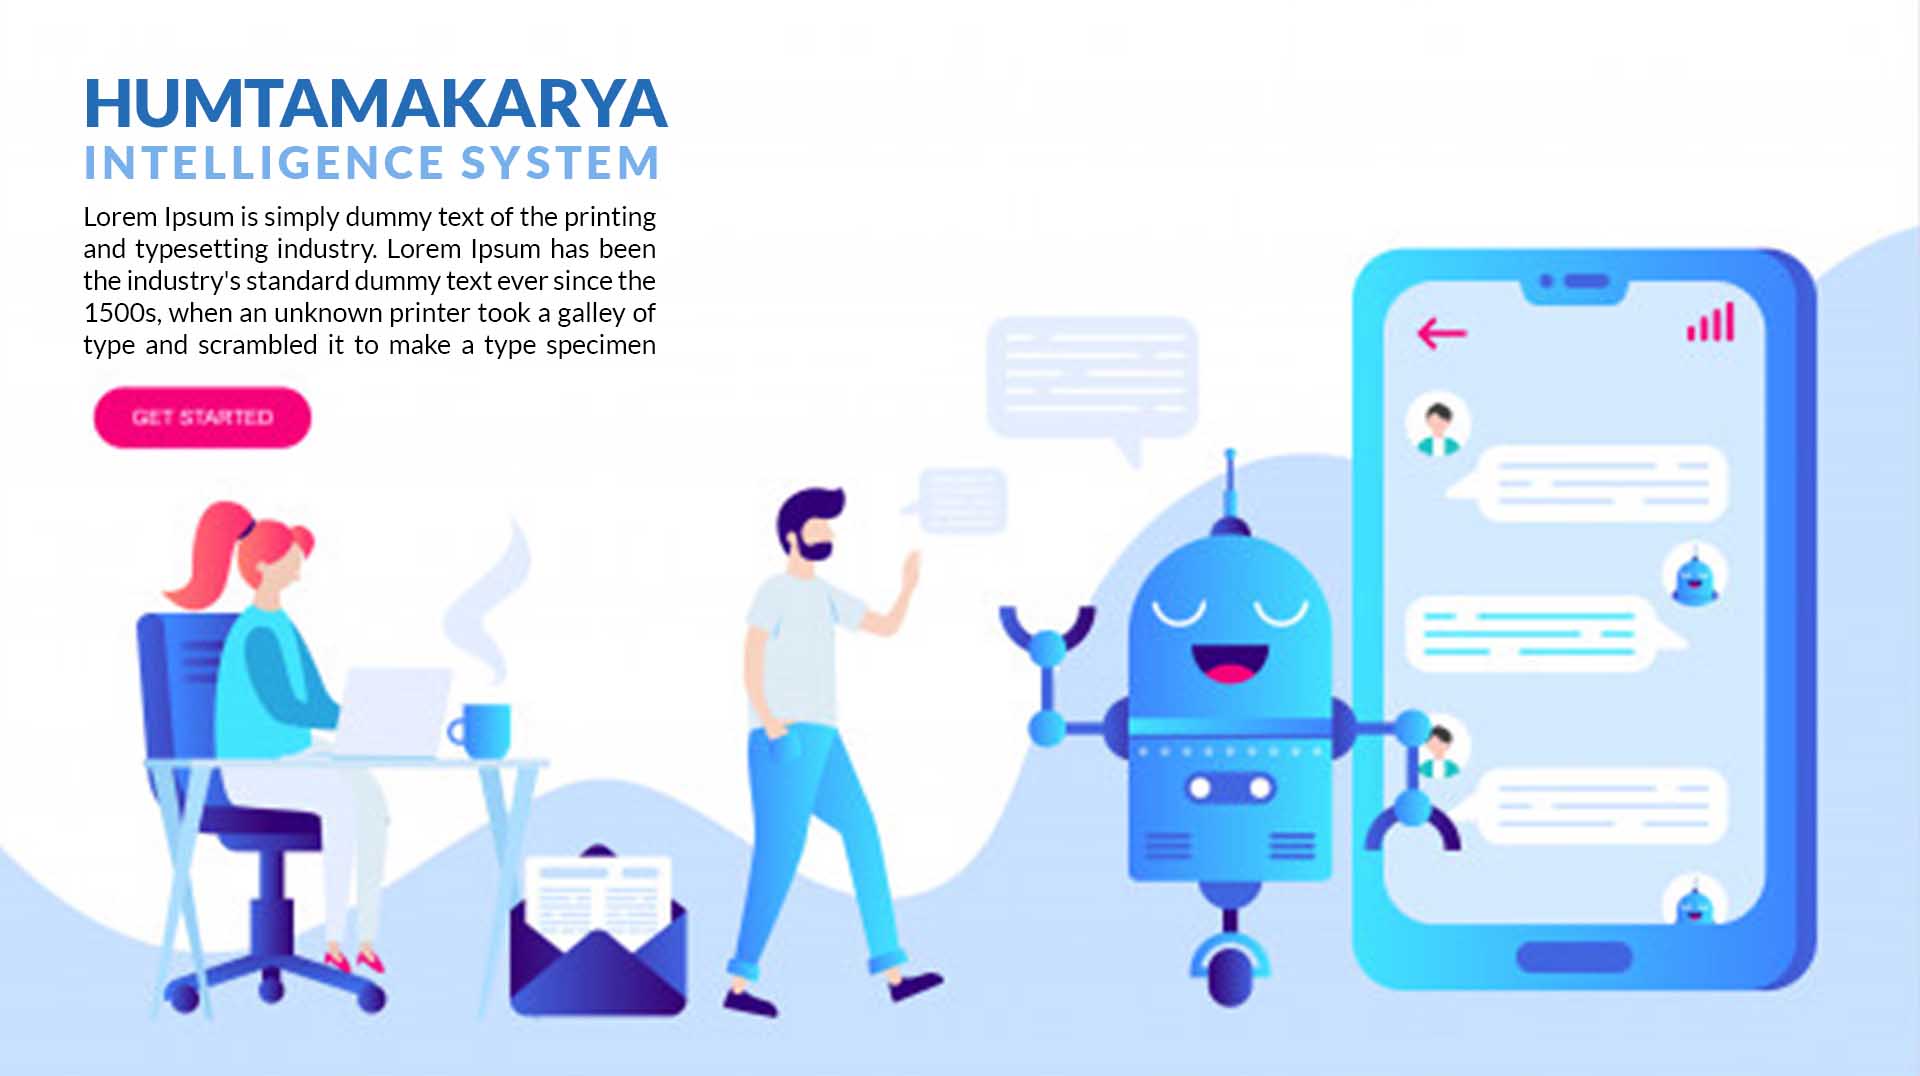 HUMTAMAKARYA
INTELLIGENCE SYSTEM
Lorem Ipsum is simply dummy text of the printing
and typesetting industry. Lorem Ipsum has been
the industry's standard dummy text ever since the
1500s, when an unknown printer took a galley of
type and scrambled it to make a type specimen
GET STARTED